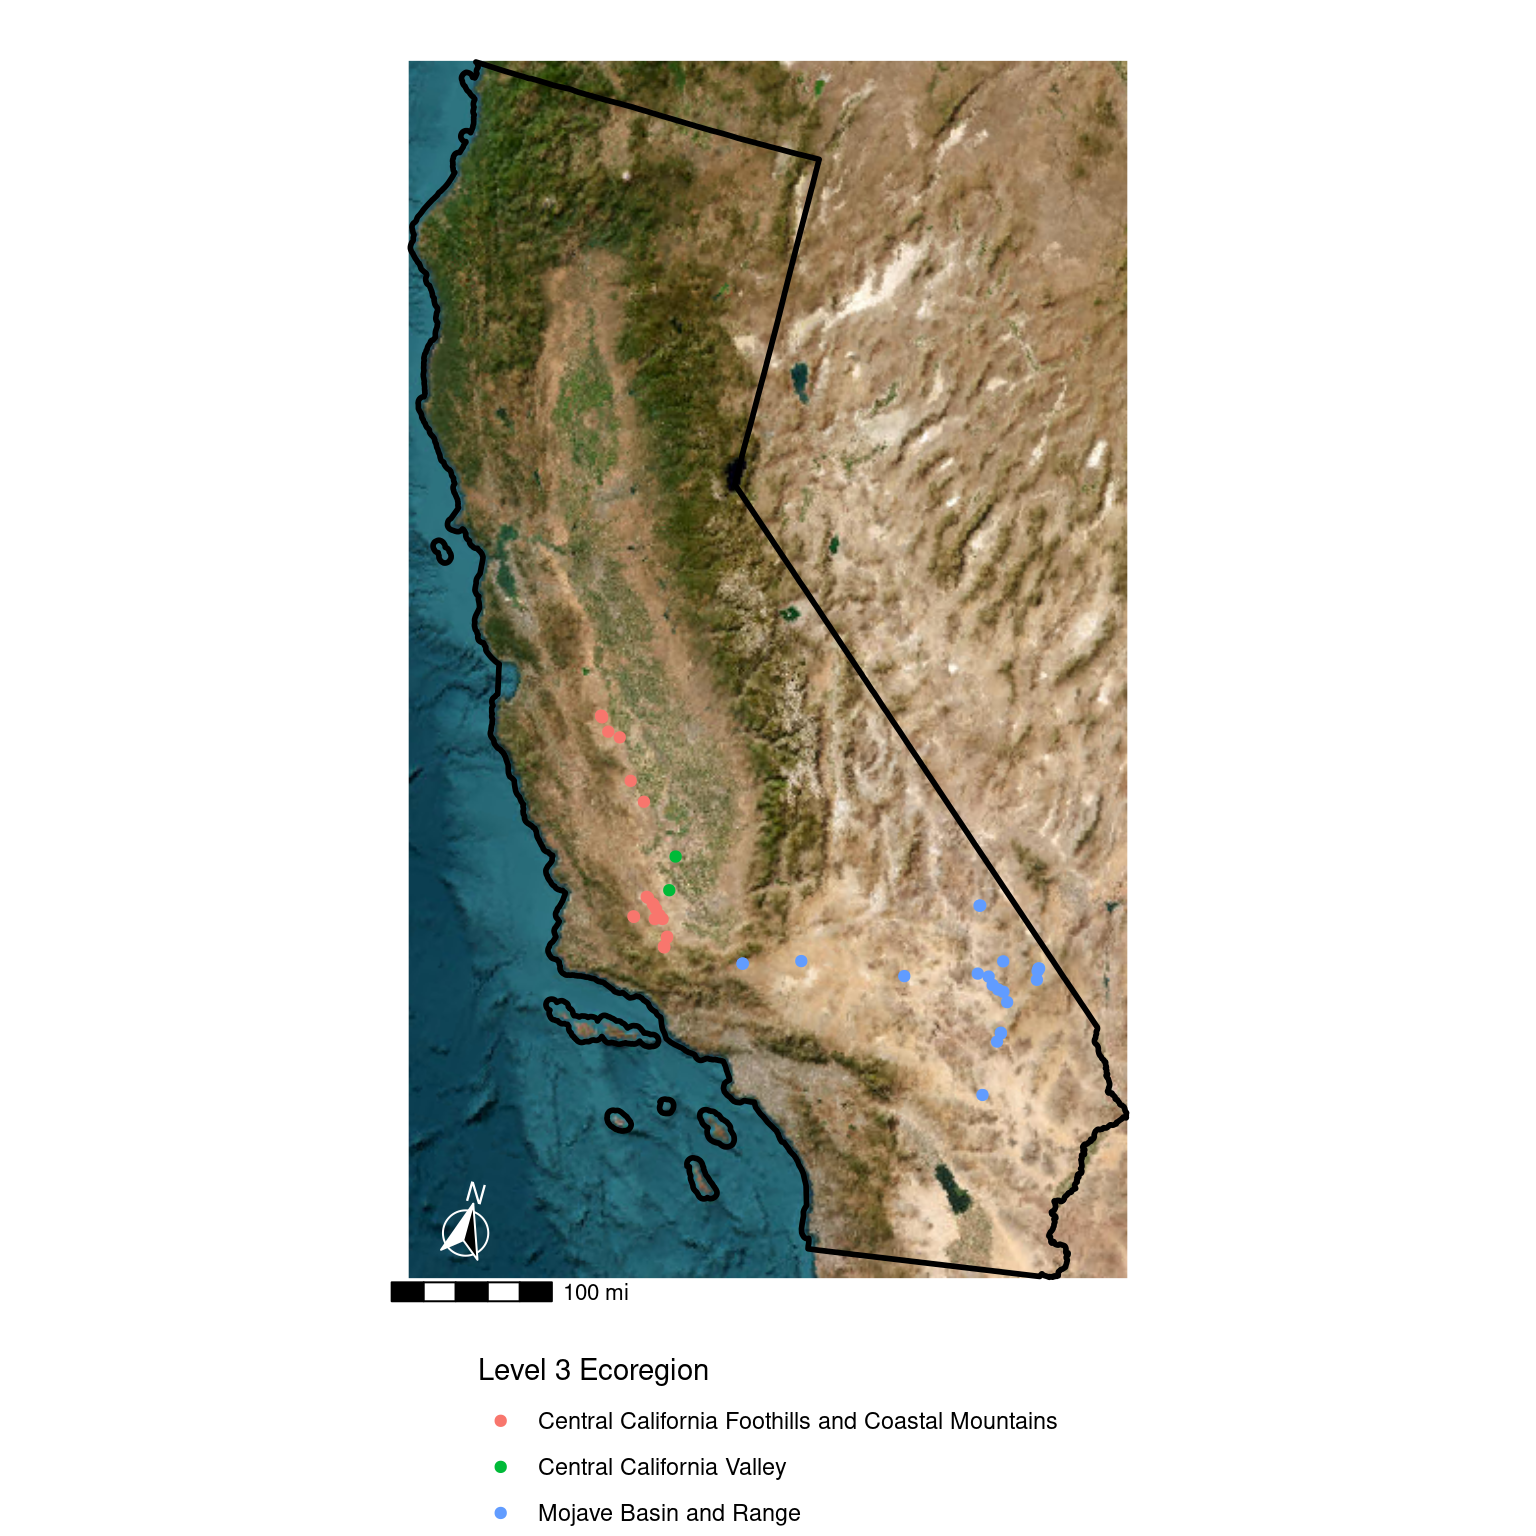 N
100 mi
Level 3 Ecoregion
Central California Foothills and Coastal Mountains
Central California Valley
Mojave Basin and Range